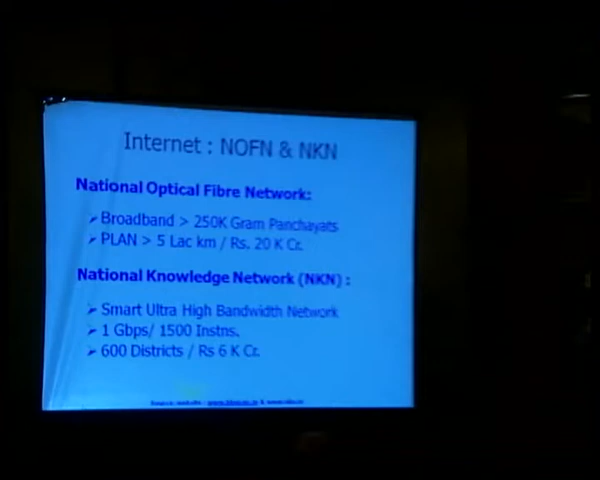 Internet : NOFN & NKN
National Optical Fibre Network:
➢ Broadband > 250K Gram Panchayats
➢ PLAN > 5 Lac km / Rs. 20 K Cr.
National Knowledge Network (NKN) :
➢ Smart Ultra High Bandwidth Network
➢ 1 Gbps/ 1500 Instns.
➢ 600 Districts / Rs 6 K Cr.